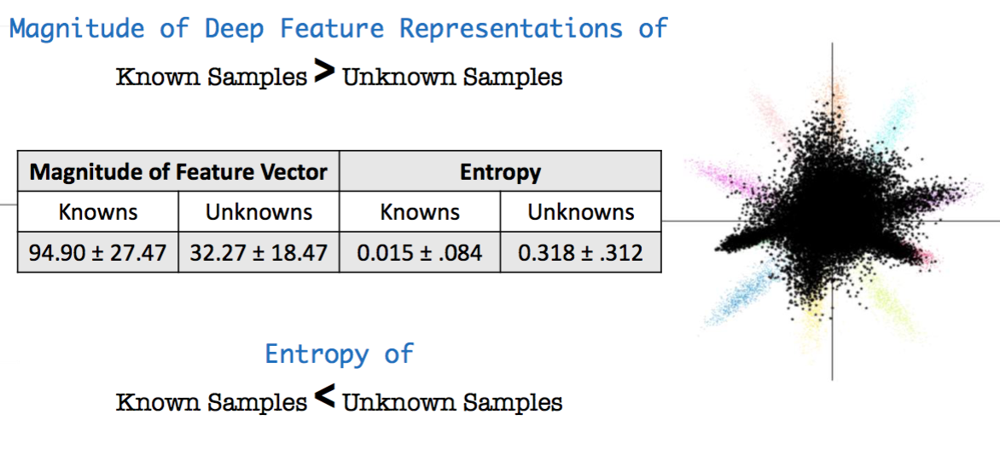 Magnitude of Deep Feature Representations of
Known Samples > Unknown Samples
Magnitude of Feature Vector Entropy
Knowns Unknowns Knowns Unknowns
94.90 ± 27.47 32.27 ± 18.47 0.015 ± .084 0.318 ± .312
Entropy of
Known Samples < Unknown Samples